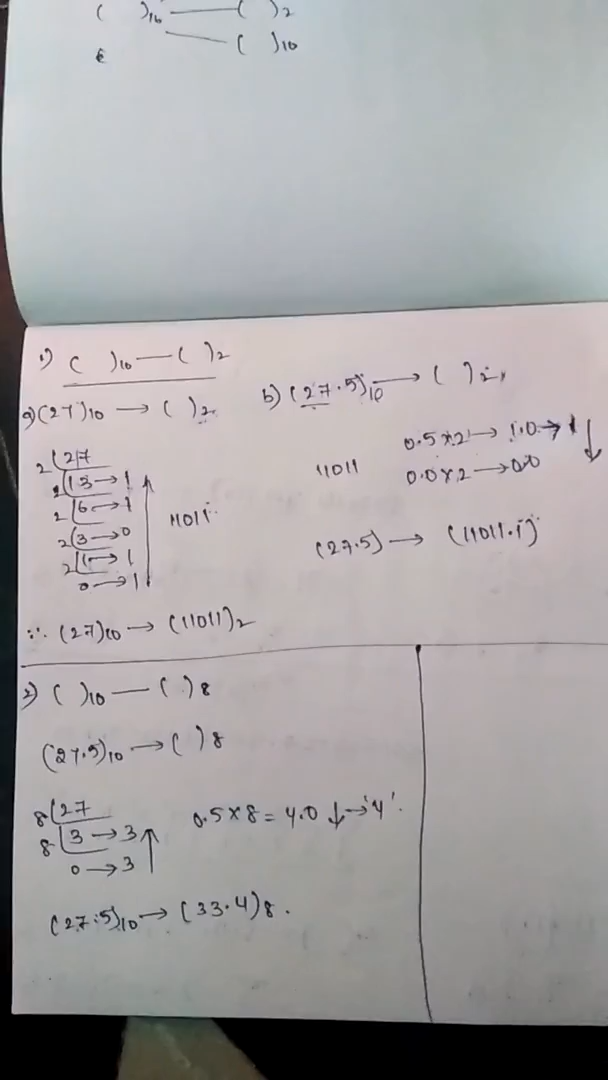 ( )₁₆ — ( )₂
( )₁₀
1) ( )₁₀ — ( )₂
a) (27)₁₀ → ( )₂
2 | 27
2 | 13 → 1
2 | 6 → 1
2 | 3 → 0
2 | 1 → 1
0 → 1
11011
∴ (27)₁₀ → (11011)₂
b) (27.5)₁₀ → ( )₂
0.5×2 → 1.0 → 1 ↓
11011
0.0×2 → 0.0
(27.5) → (11011.1)
2) ( )₁₀ — ( )₈
(27.5)₁₀ → ( )₈
8 | 27
8 | 3 → 3
0 → 3
0.5×8 = 4.0 ↓ → '4'.
(27.5)₁₀ → (33.4)₈.